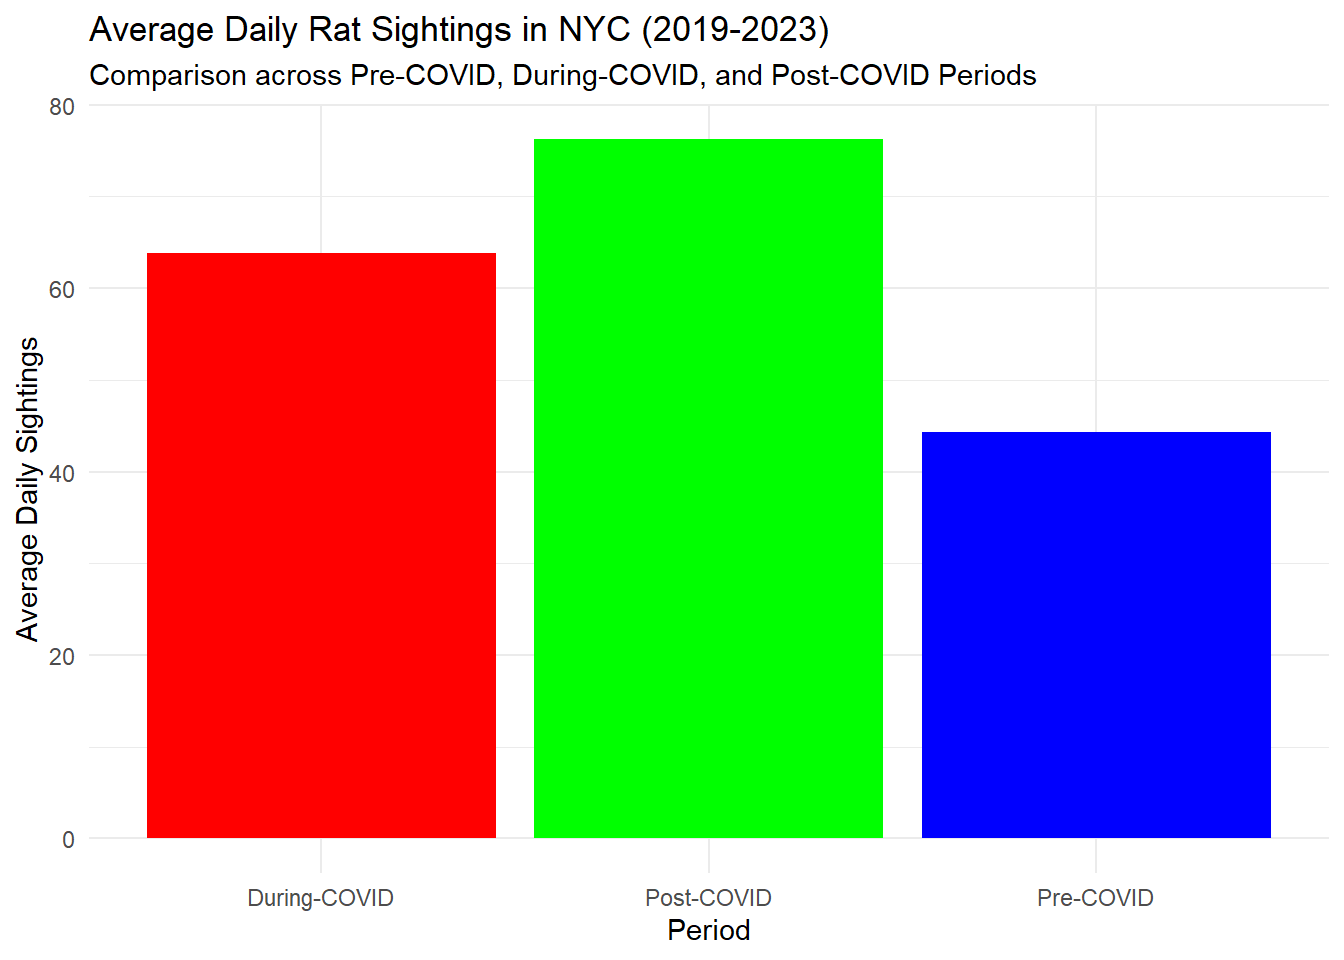 Average Daily Rat Sightings in NYC (2019-2023)
Comparison across Pre-COVID, During-COVID, and Post-COVID Periods
Average Daily Sightings
80
60
40
20
0
During-COVID
Post-COVID
Pre-COVID
Period